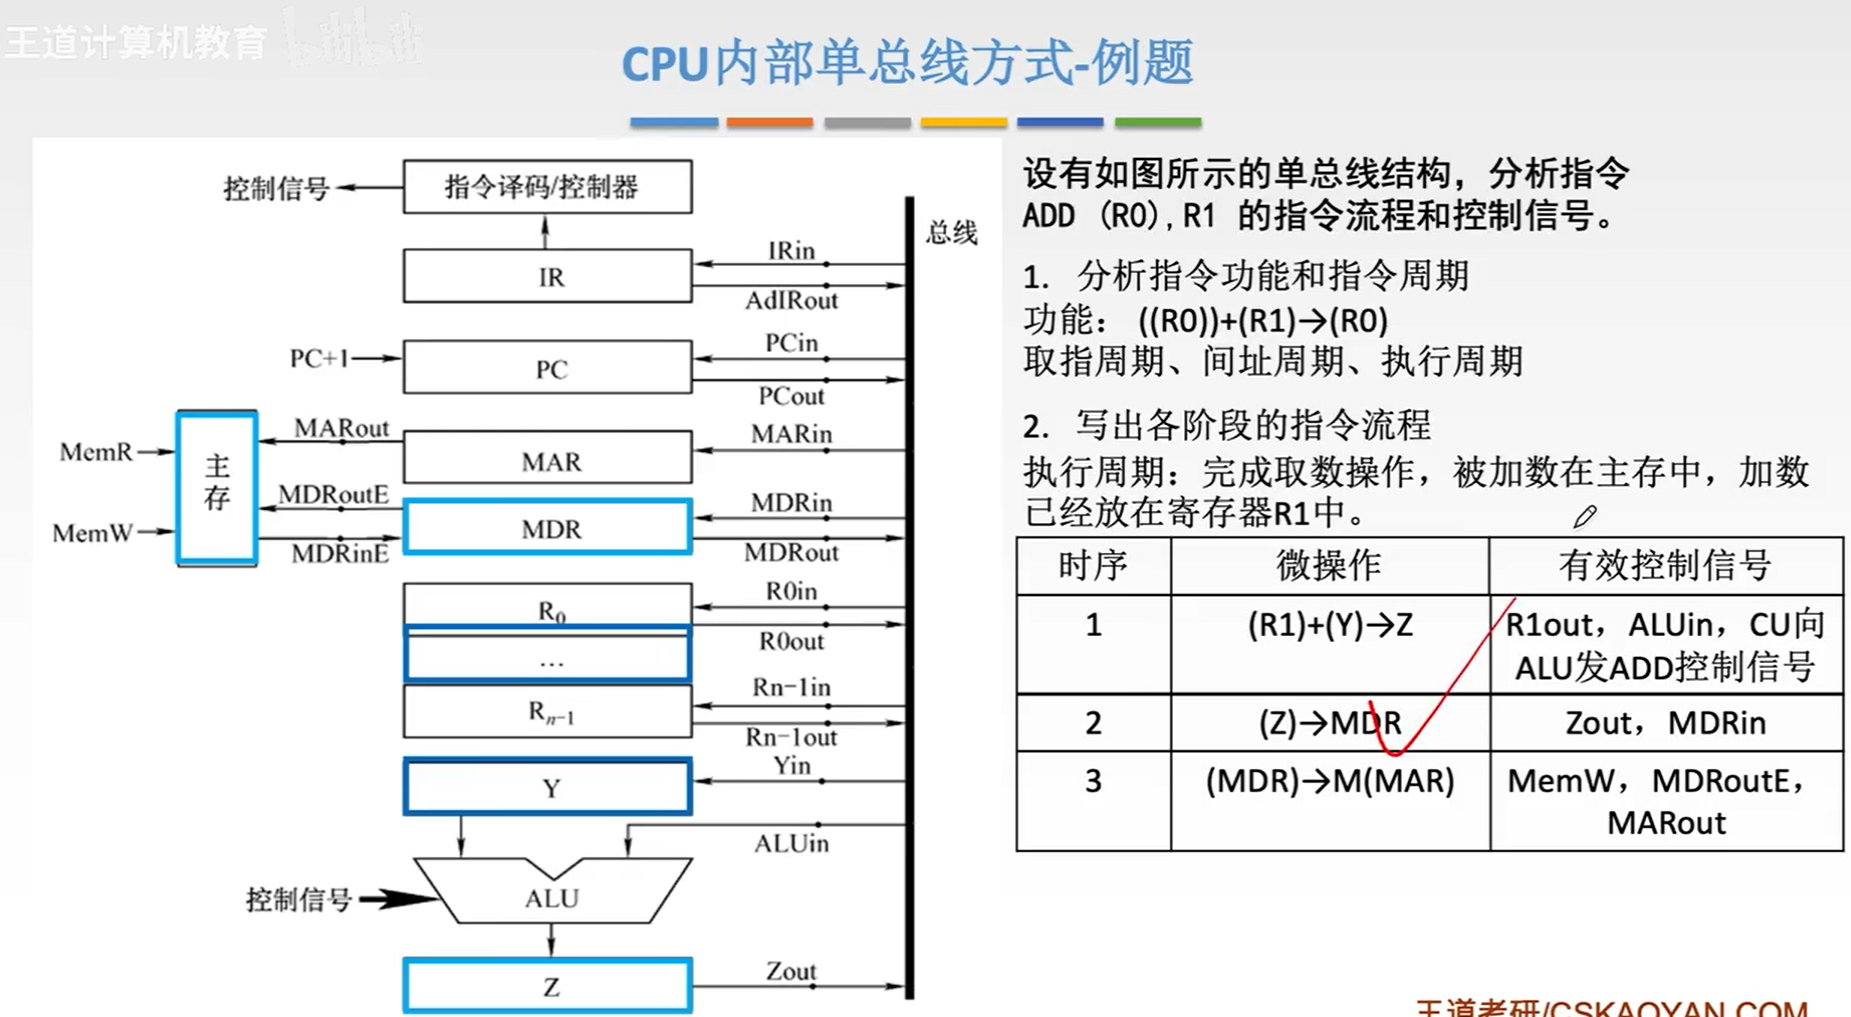 王道计算机教育 bilibili
CPU内部单总线方式-例题
控制信号
指令译码/控制器
总线
IR
IRin
AdIRout
PC+1
PC
PCin
PCout
MemR
MemW
主
存
MARout
MAR
MARin
MDRoutE
MDRinE
MDR
MDRin
MDRout
R0
R0in
R0out
...
Rn-1
Rn-1in
Rn-1out
Y
Yin
ALUin
控制信号
ALU
Z
Zout
设有如图所示的单总线结构，分析指令
ADD (R0),R1 的指令流程和控制信号。
1. 分析指令功能和指令周期
功能： ((R0))+(R1)→(R0)
取指周期、间址周期、执行周期
2. 写出各阶段的指令流程
执行周期：完成取数操作，被加数在主存中，加数
已经放在寄存器R1中。
时序 微操作 有效控制信号
1 (R1)+(Y)→Z R1out，ALUin，CU向
ALU发ADD控制信号
2 (Z)→MDR Zout，MDRin
3 (MDR)→M(MAR) MemW，MDRoutE，
MARout
王道考研/CSKAOYAN.COM